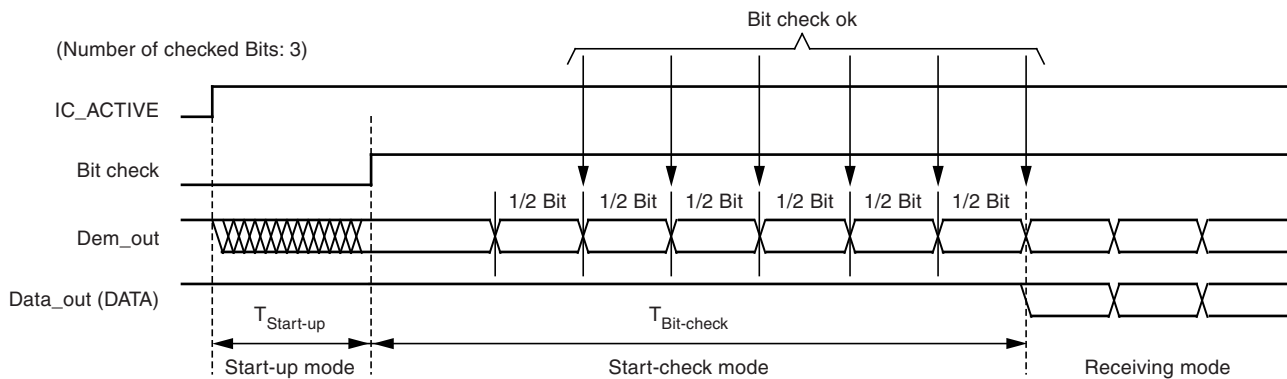 Bit check ok
(Number of checked Bits: 3)
IC_ACTIVE
Bit check
1/2 Bit 1/2 Bit 1/2 Bit 1/2 Bit 1/2 Bit 1/2 Bit
Dem_out
Data_out (DATA)
TStart-up TBit-check
Start-up mode Start-check mode Receiving mode